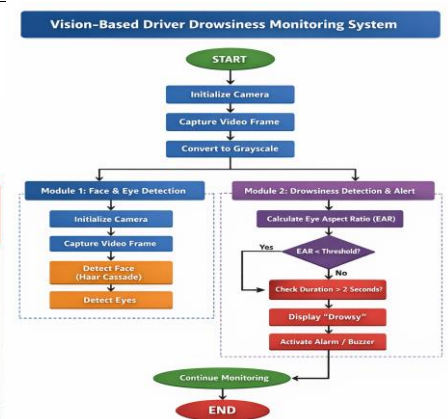 Vision-Based Driver Drowsiness Monitoring System
START
Initialize Camera
Capture Video Frame
Convert to Grayscale
Module 1: Face & Eye Detection
Initialize Camera
Capture Video Frame
Detect Face
(Haar Cassade)
Detect Eyes
Module 2: Drowsiness Detection & Alert
Calculate Eye Aspect Ratio (EAR)
Yes
EAR < Threshold?
No
Check Duration > 2 Seconds?
Display "Drowsy"
Activate Alarm / Buzzer
Continue Monitoring
END